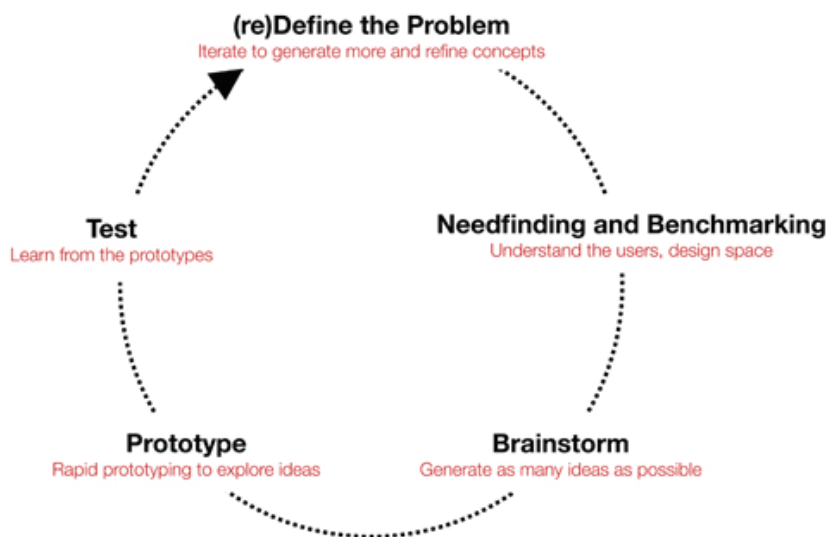 (re)Define the Problem
Iterate to generate more and refine concepts
Needfinding and Benchmarking
Understand the users, design space
Brainstorm
Generate as many ideas as possible
Prototype
Rapid prototyping to explore ideas
Test
Learn from the prototypes